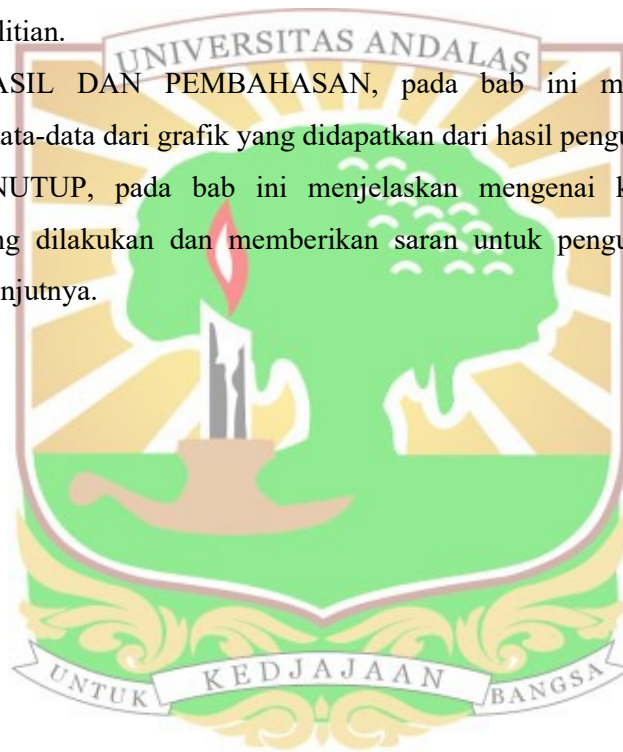 litian.
UNIVERSITAS ANDALAS
ASIL DAN PEMBAHASAN, pada bab ini m
ata-data dari grafik yang didapatkan dari hasil pengu
NUTUP, pada bab ini menjelaskan mengenai k
ng dilakukan dan memberikan saran untuk pengu
njutnya.
UNTUK KEDJAJAAN BANGSA